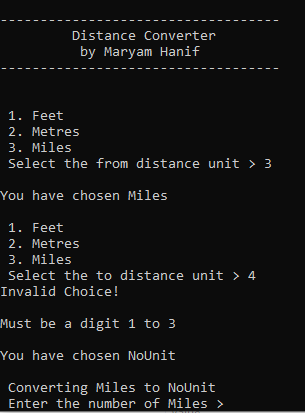 -----------------------------------
Distance Converter
by Maryam Hanif
-----------------------------------
1. Feet
2. Metres
3. Miles
Select the from distance unit > 3
You have chosen Miles
1. Feet
2. Metres
3. Miles
Select the to distance unit > 4
Invalid Choice!
Must be a digit 1 to 3
You have chosen NoUnit
Converting Miles to NoUnit
Enter the number of Miles >